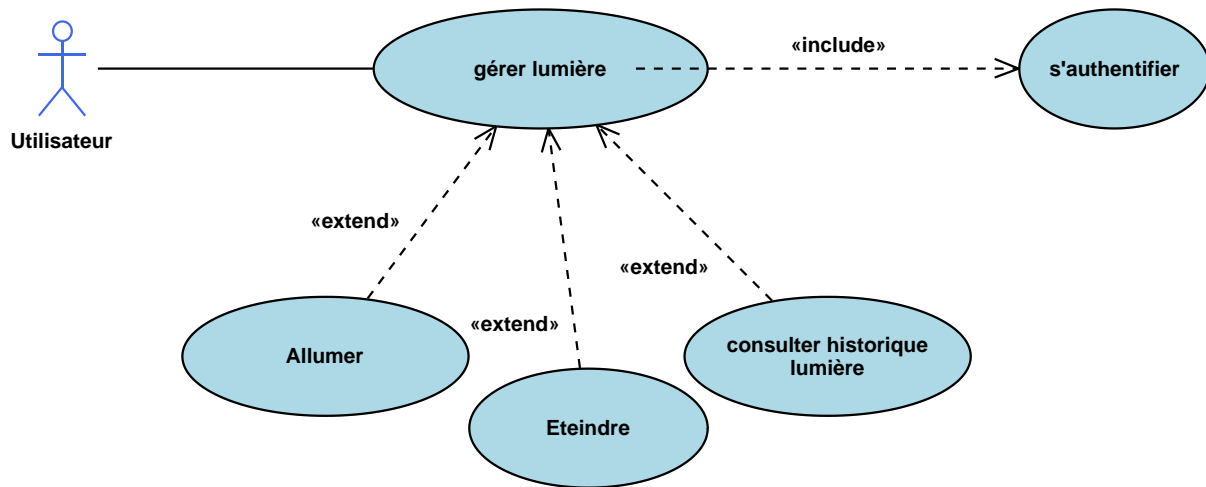 gérer lumière
«include»
s'authentifier
Utilisateur
«extend»
«extend»
«extend»
Allumer
consulter historique
lumière
Eteindre